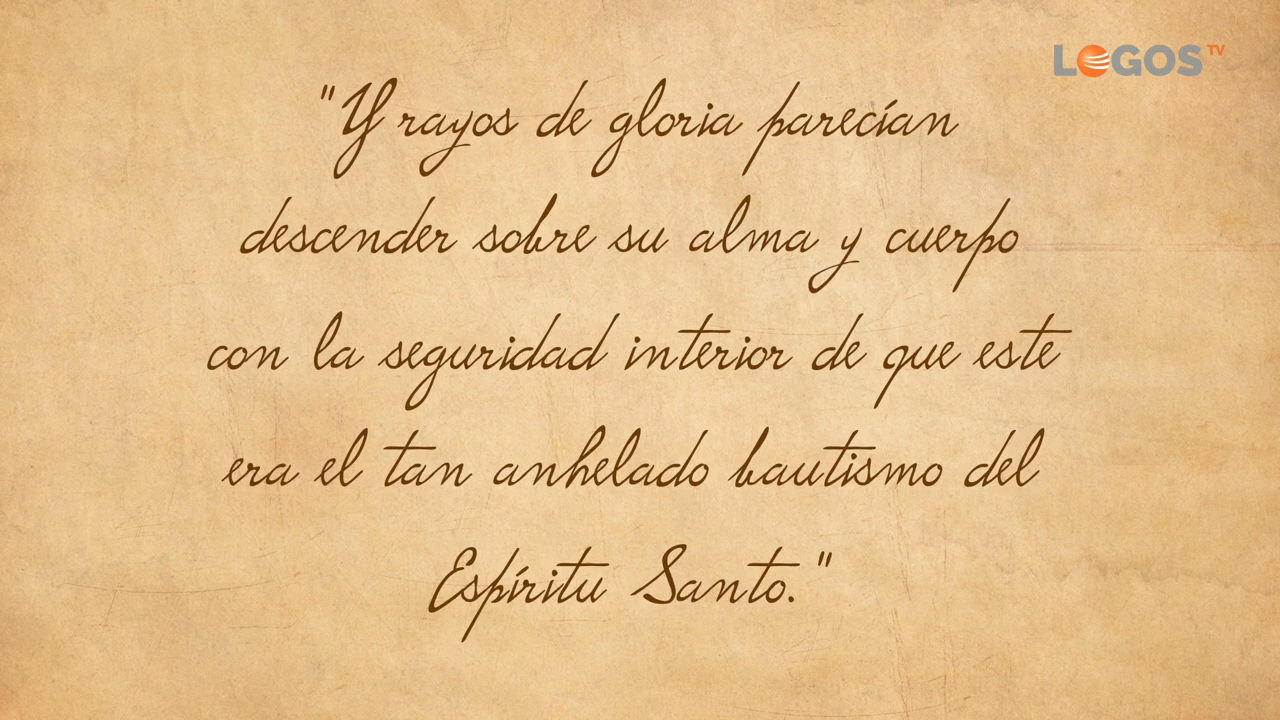 LOGOS TV
"Y rayos de gloria parecían
descender sobre su alma y cuerpo
con la seguridad interior de que este
era el tan anhelado bautismo del
Espíritu Santo."